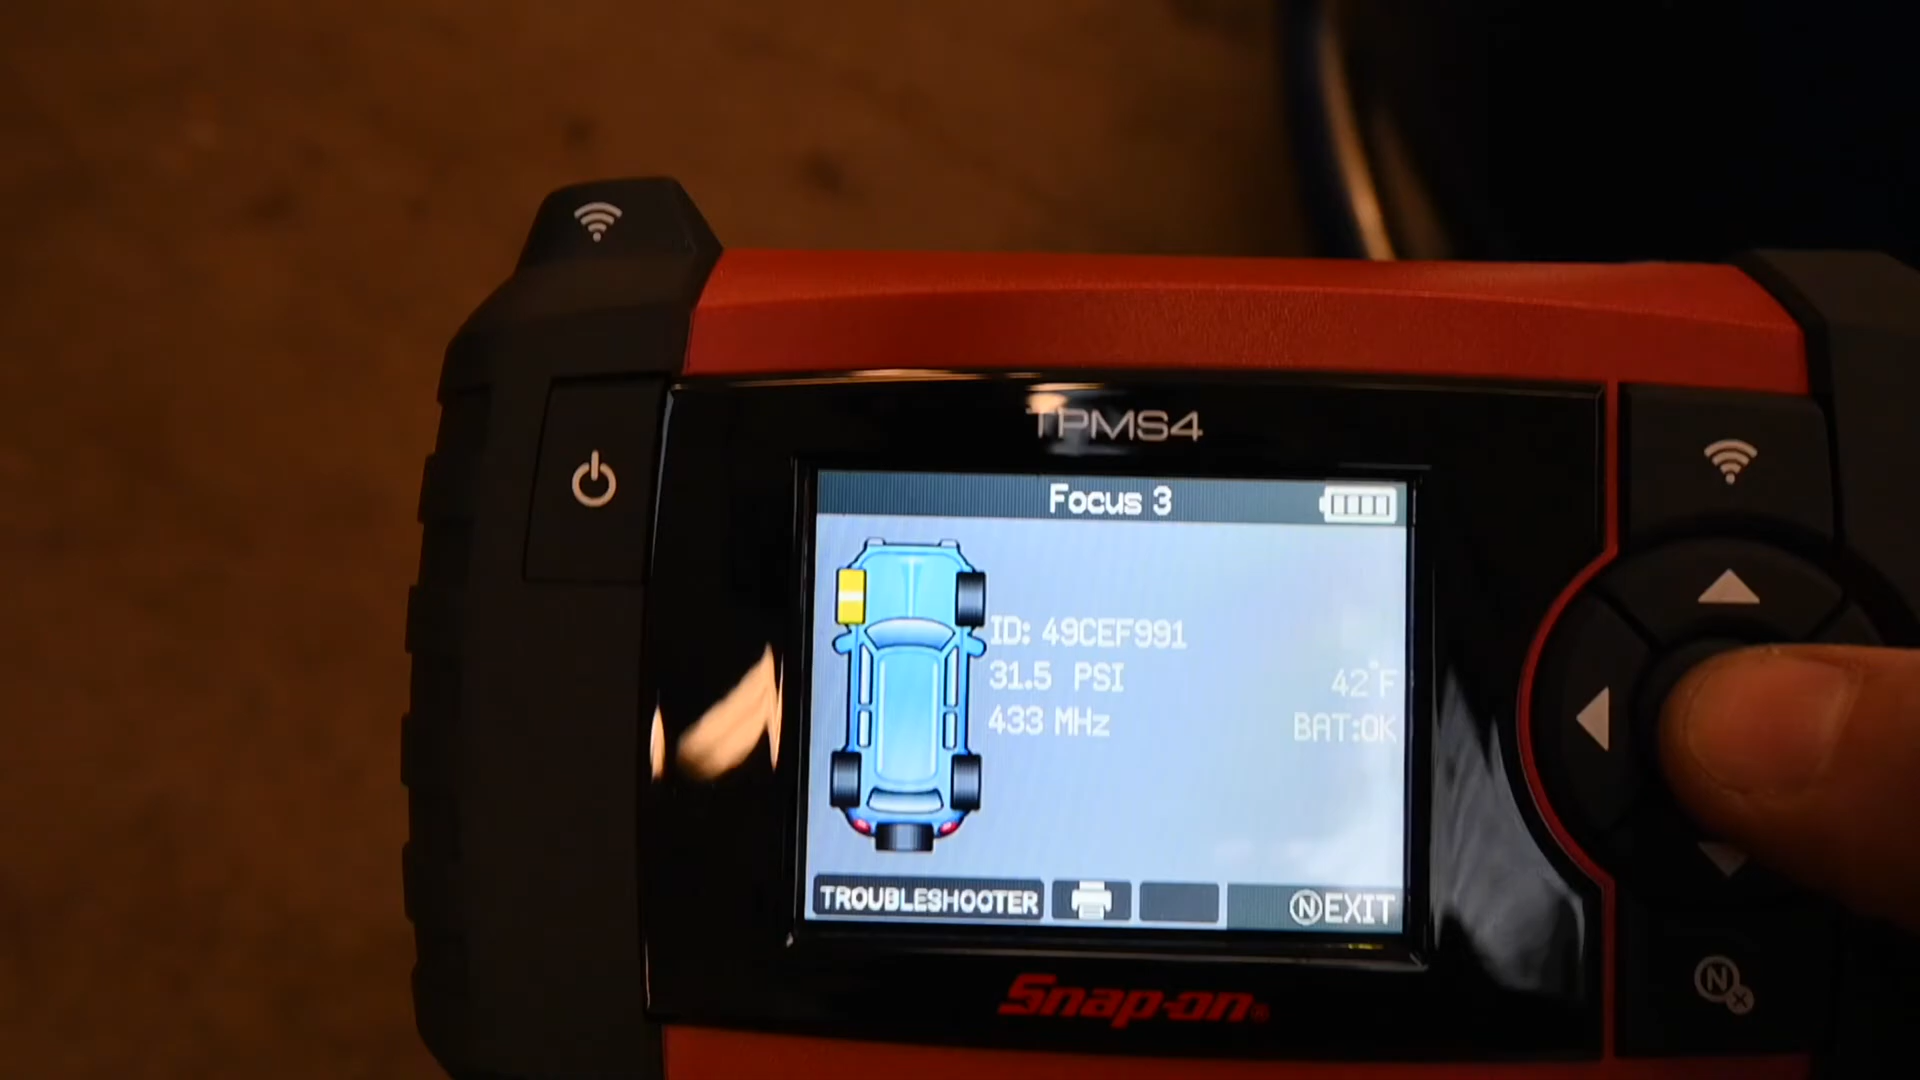 TPMS4
Focus 3
ID: 49CEF991
31.5 PSI
42°F
433 MHz
BAT:OK
TROUBLESHOOTER
N EXIT
Snap-on®
N
x